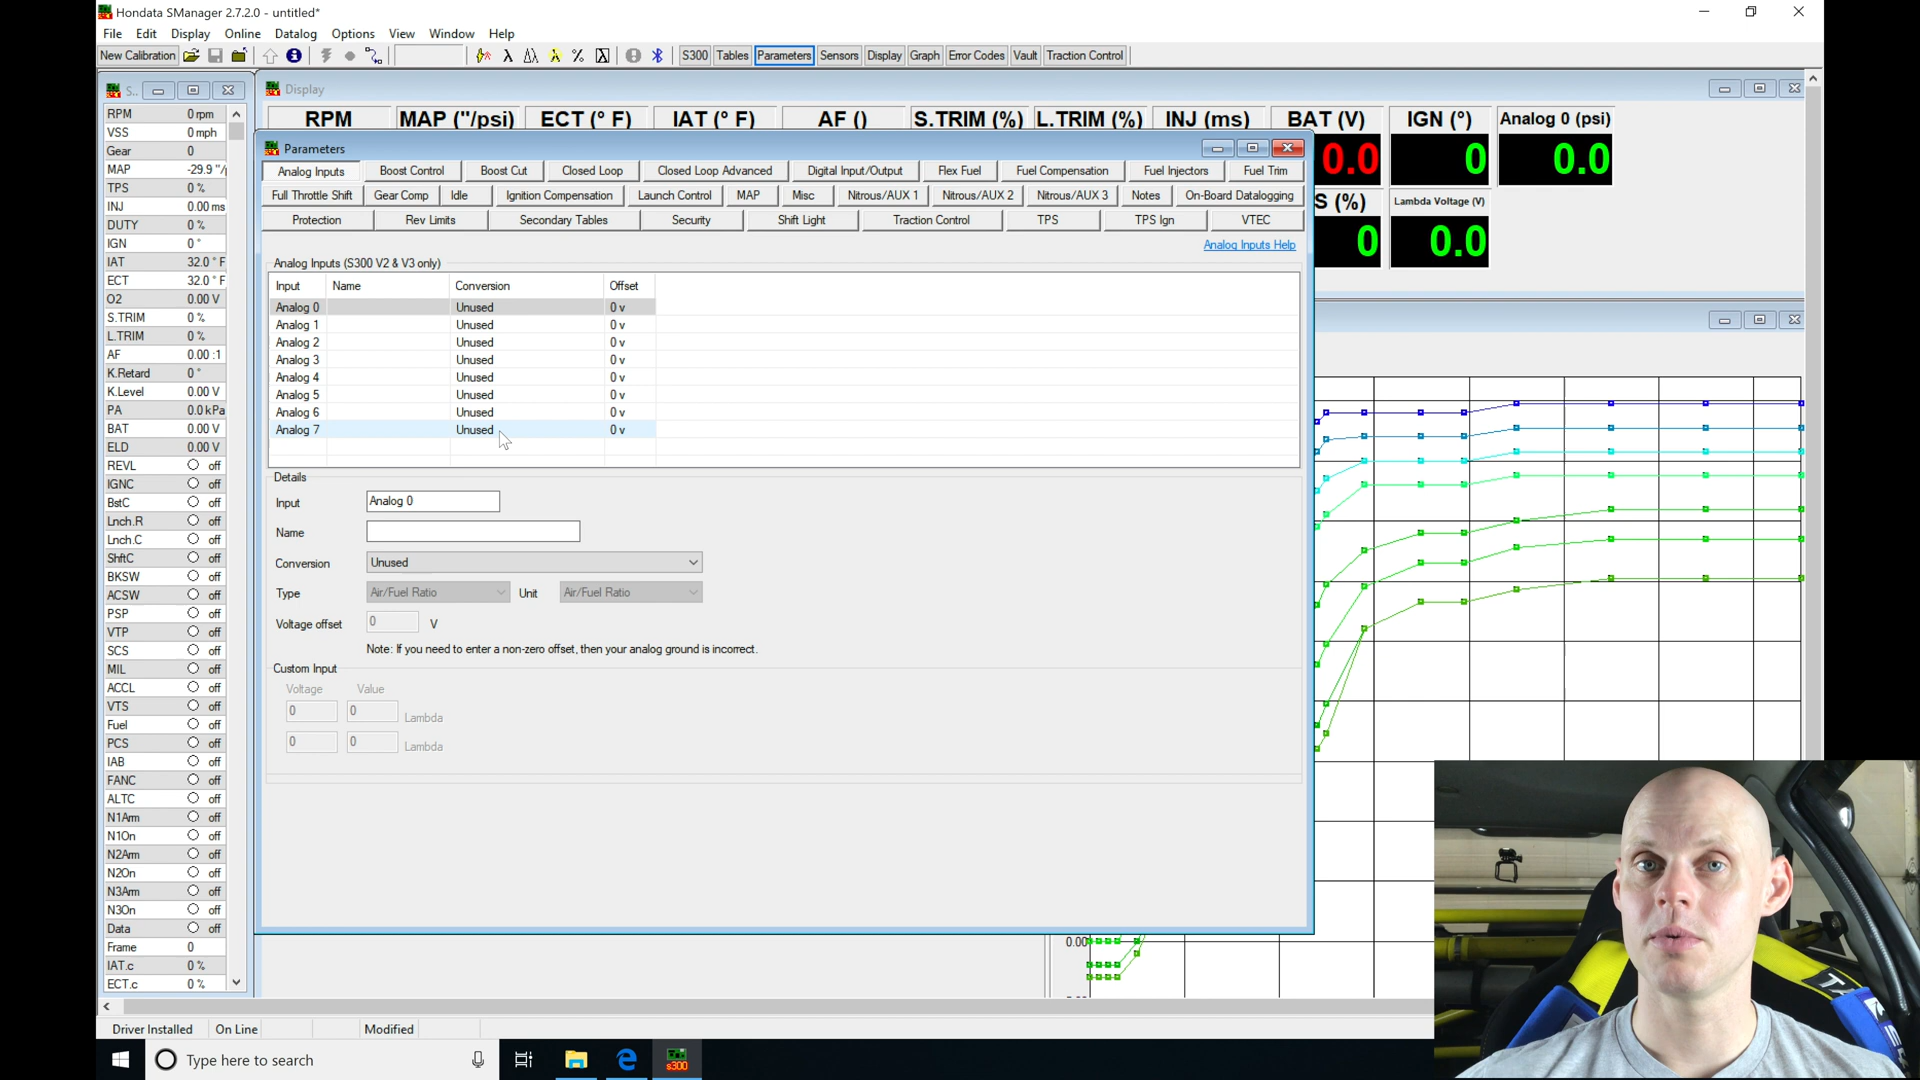 Hondata SManager 2.7.2.0 - untitled*
File Edit Display Online Datalog Options View Window Help
New Calibration S300 Tables Parameters Sensors Display Graph Error Codes Vault Traction Control
S..
Display
RPM 0 rpm
VSS 0 mph
Gear 0
MAP -29.9 "/
TPS 0 %
INJ 0.00 ms
DUTY 0 %
IGN 0 °
IAT 32.0 ° F
ECT 32.0 ° F
O2 0.00 V
S.TRIM 0 %
L.TRIM 0 %
AF 0.00 :1
K.Retard 0 °
K.Level 0.00 V
PA 0.0 kPa
BAT 0.00 V
ELD 0.00 V
REVL off
IGNC off
BstC off
Lnch.R off
Lnch.C off
ShftC off
BKSW off
ACSW off
PSP off
VTP off
SCS off
MIL off
ACCL off
VTS off
Fuel off
PCS off
IAB off
FANC off
ALTC off
N1Arm off
N1On off
N2Arm off
N2On off
N3Arm off
N3On off
Data off
Frame 0
IAT.c 0 %
ECT.c 0 %
RPM MAP ("/psi) ECT (° F) IAT (° F) AF () S.TRIM (%) L.TRIM (%) INJ (ms) BAT (V) IGN (°) Analog 0 (psi)
0.0 0 0.0
S (%) Lambda Voltage (V)
0 0.0
Parameters
Analog Inputs Boost Control Boost Cut Closed Loop Closed Loop Advanced Digital Input/Output Flex Fuel Fuel Compensation Fuel Injectors Fuel Trim
Full Throttle Shift Gear Comp Idle Ignition Compensation Launch Control MAP Misc Nitrous/AUX 1 Nitrous/AUX 2 Nitrous/AUX 3 Notes On-Board Datalogging
Protection Rev Limits Secondary Tables Security Shift Light Traction Control TPS TPS Ign VTEC
Analog Inputs Help
Analog Inputs (S300 V2 & V3 only)
Input Name Conversion Offset
Analog 0 Unused 0 v
Analog 1 Unused 0 v
Analog 2 Unused 0 v
Analog 3 Unused 0 v
Analog 4 Unused 0 v
Analog 5 Unused 0 v
Analog 6 Unused 0 v
Analog 7 Unused 0 v
Details
Input Analog 0
Name
Conversion Unused
Type Air/Fuel Ratio Unit Air/Fuel Ratio
Voltage offset 0 V
Note: If you need to enter a non-zero offset, then your analog ground is incorrect.
Custom Input
Voltage Value
0 0 Lambda
0 0 Lambda
0.00
Driver Installed On Line Modified
Type here to search
s300